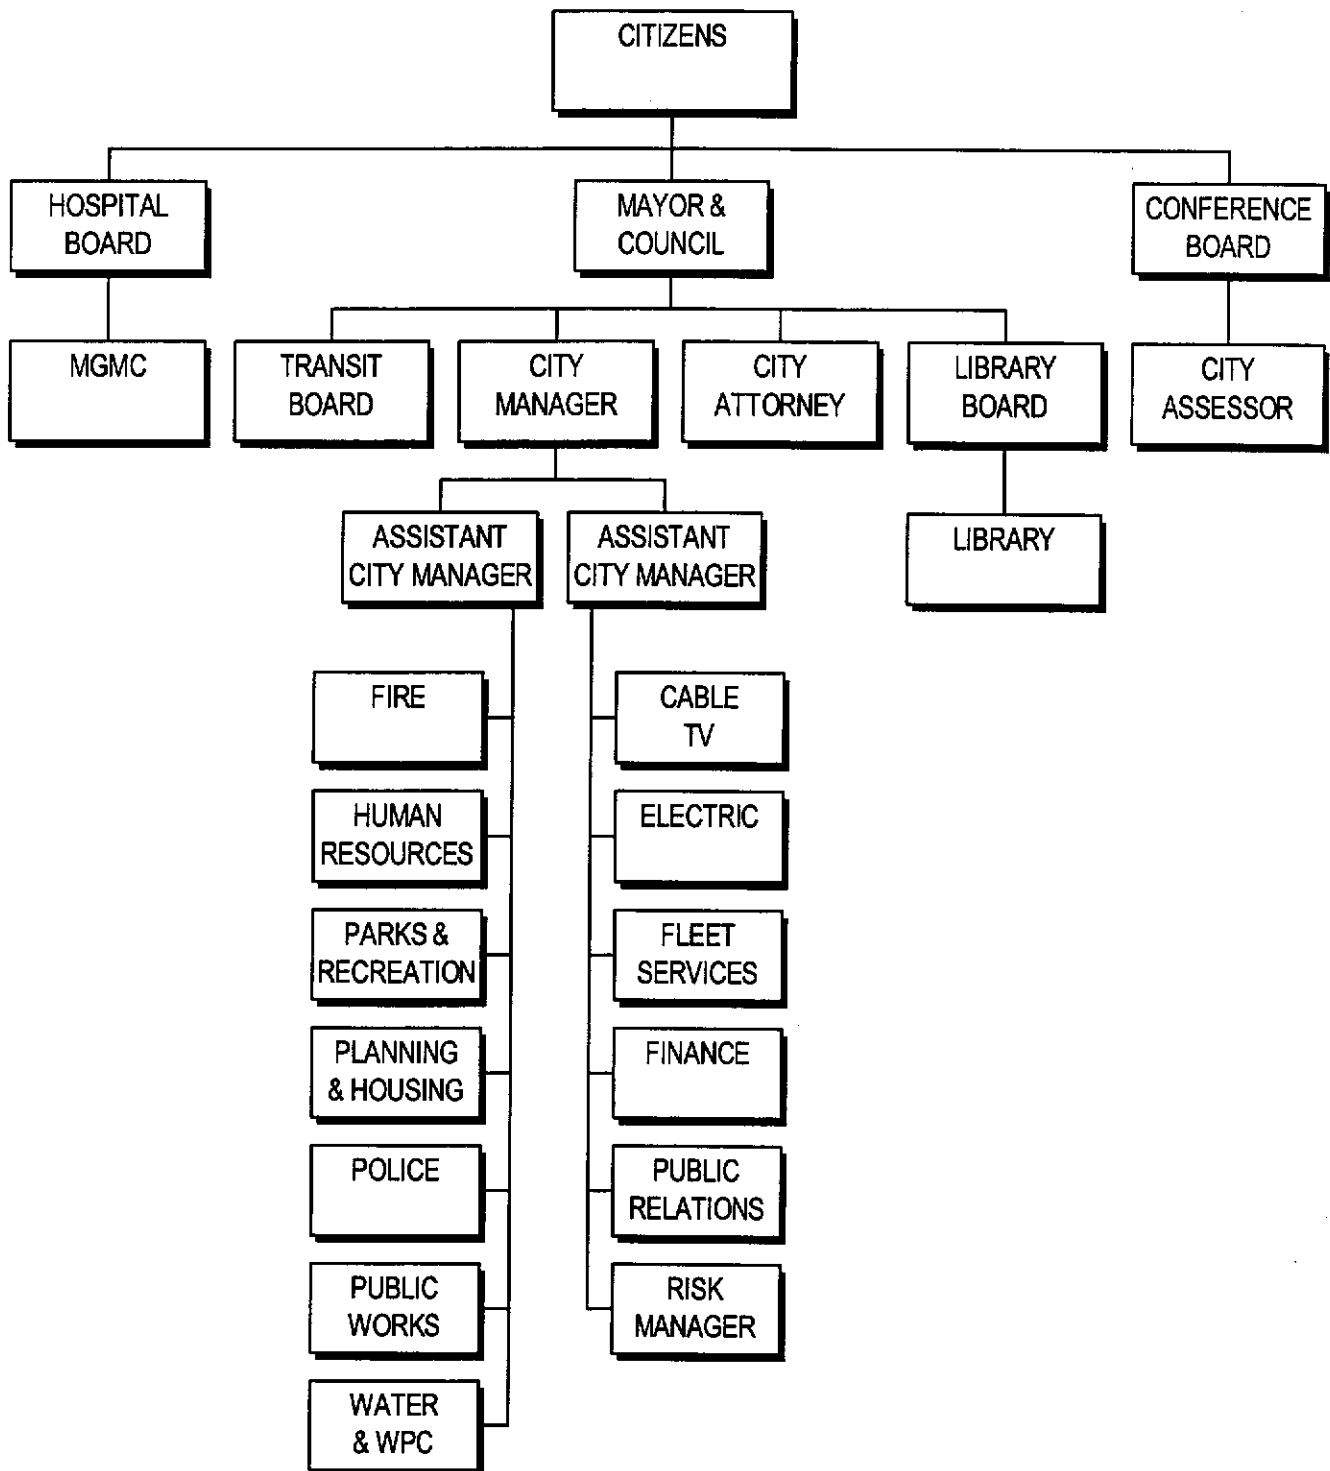 CITIZENS
HOSPITAL
BOARD
MAYOR &
COUNCIL
CONFERENCE
BOARD
MGMC
TRANSIT
BOARD
CITY
MANAGER
CITY
ATTORNEY
LIBRARY
BOARD
CITY
ASSESSOR
ASSISTANT
CITY MANAGER
ASSISTANT
CITY MANAGER
LIBRARY
FIRE
HUMAN
RESOURCES
PARKS &
RECREATION
PLANNING
& HOUSING
POLICE
PUBLIC
WORKS
WATER
& WPC
CABLE
TV
ELECTRIC
FLEET
SERVICES
FINANCE
PUBLIC
RELATIONS
RISK
MANAGER